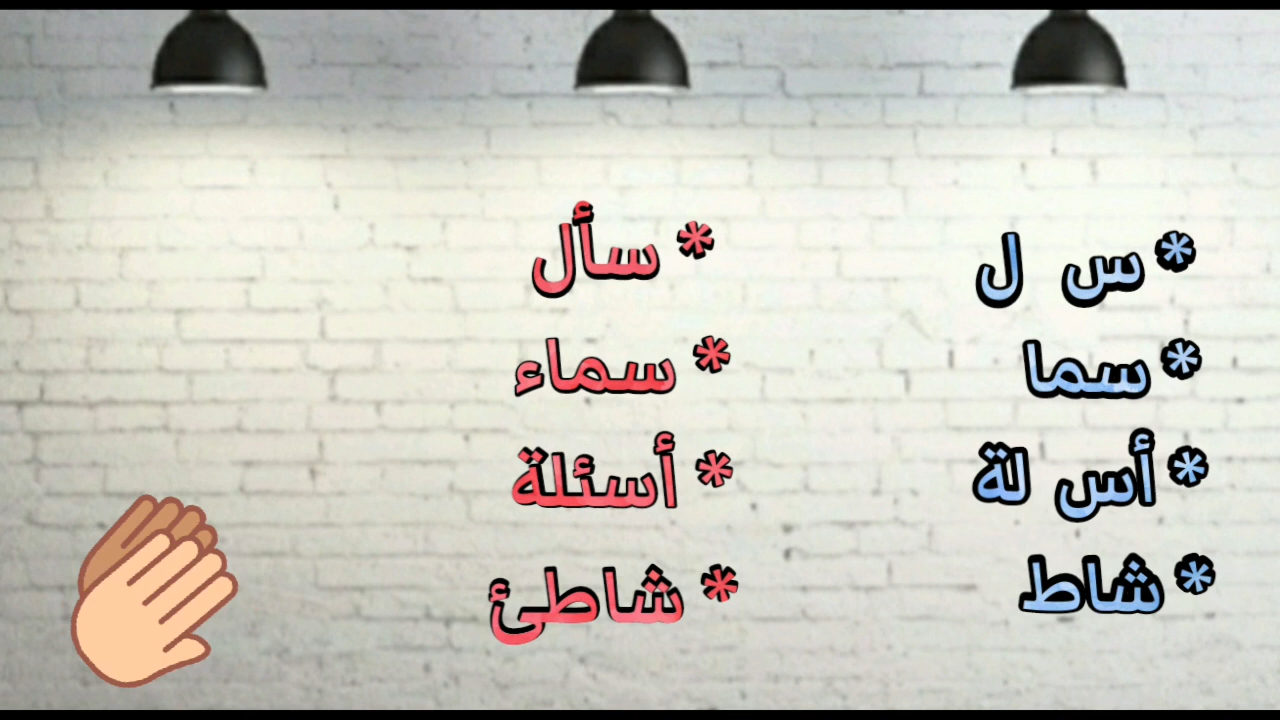 * س ل
* سما
* أس لة
* شاط
* سأل
* سماء
* أسئلة
* شاطئ